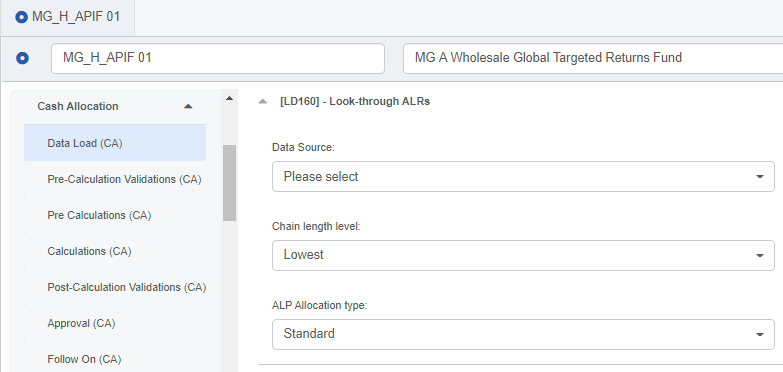 MG_H_APIF 01
MG_H_APIF 01
MG A Wholesale Global Targeted Returns Fund
Cash Allocation
Data Load (CA)
Pre-Calculation Validations (CA)
Pre Calculations (CA)
Calculations (CA)
Post-Calculation Validations (CA)
Approval (CA)
Follow On (CA)
[LD160] - Look-through ALRs
Data Source:
Please select
Chain length level:
Lowest
ALP Allocation type:
Standard